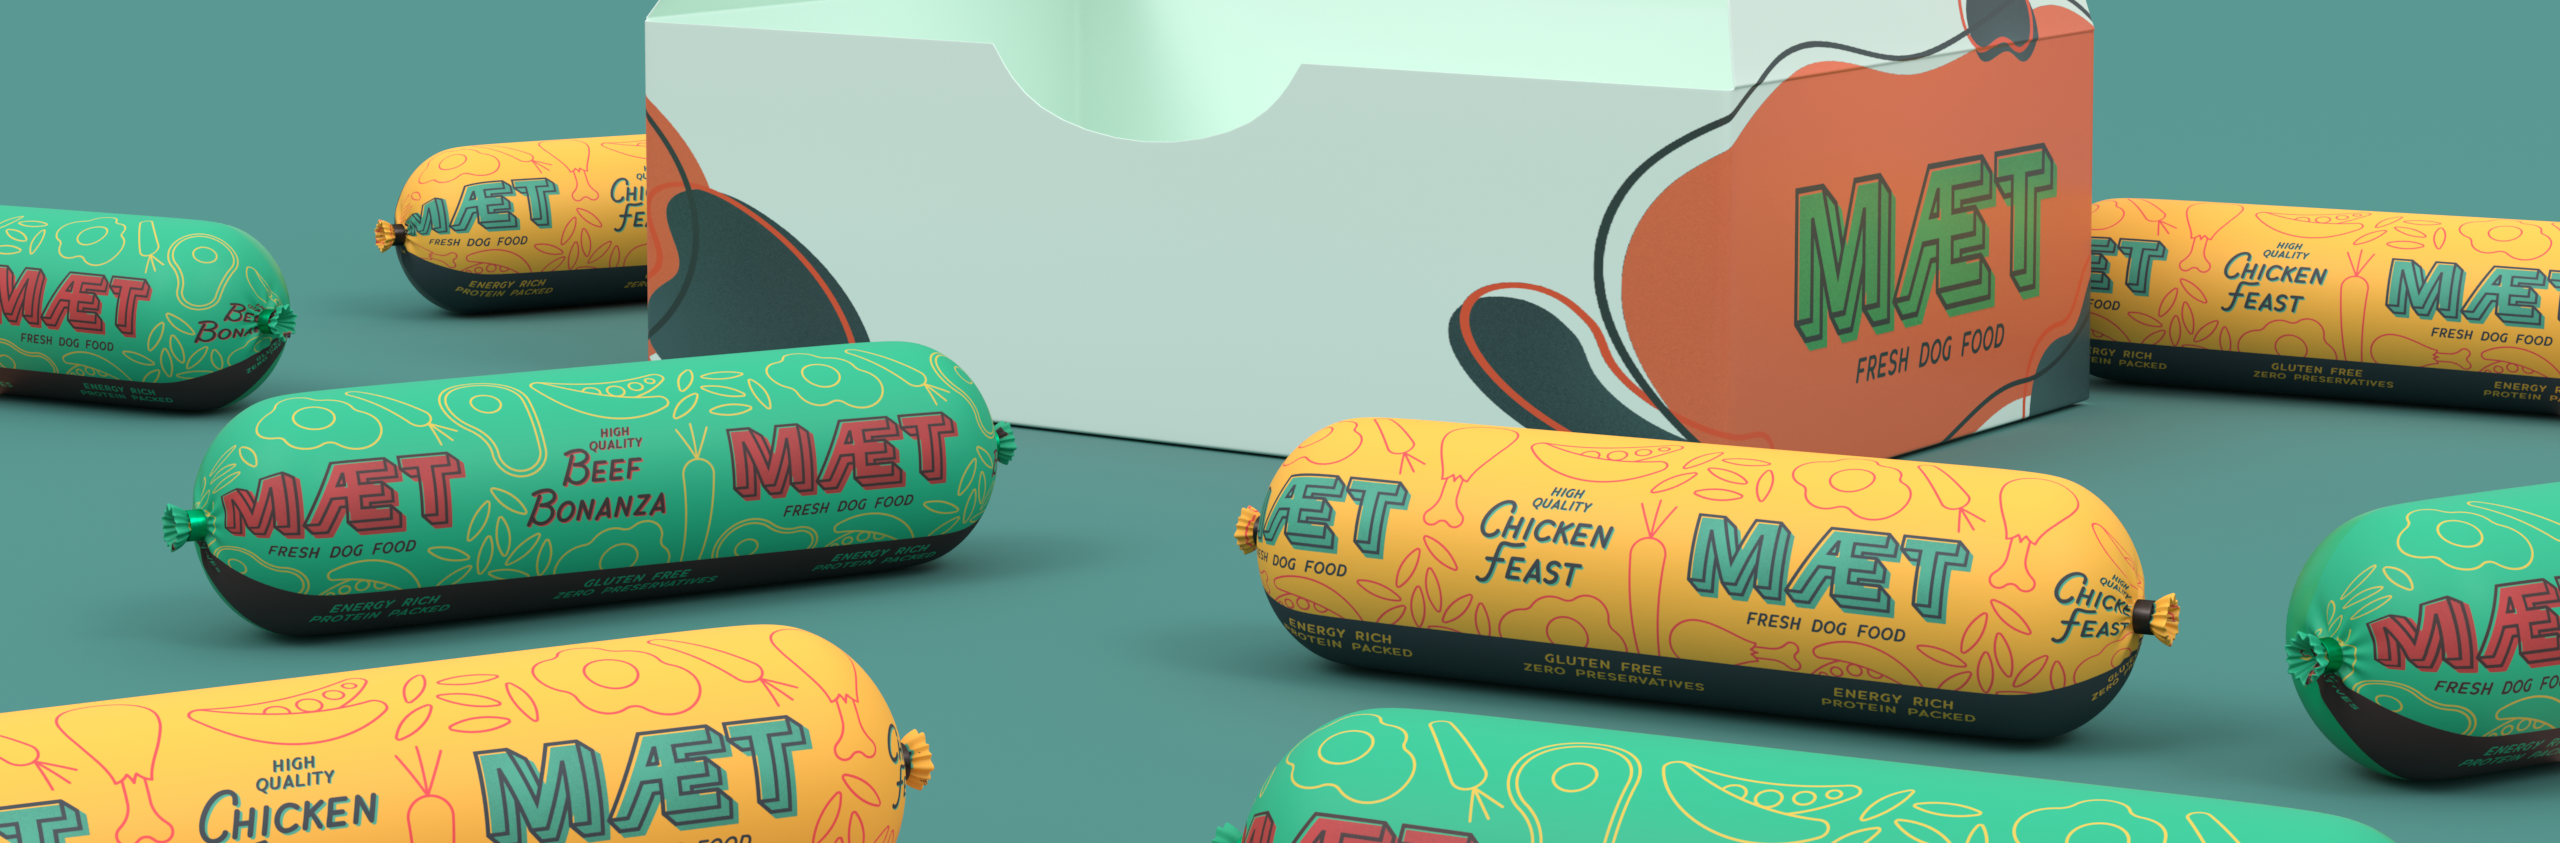 MÆT
FRESH DOG FOOD
HIGH
QUALITY
BEEF
BONANZA
MÆT
FRESH DOG FOOD
ENERGY RICH
PROTEIN PACKED
GLUTEN FREE
ZERO PRESERVATIVES
ENERGY RICH
PROTEIN PACKED
MÆT
FRESH DOG FOOD
ENERGY RICH
PROTEIN PACKED
MÆT
FRESH DOG FOOD
ENERGY RICH
PROTEIN PACKED
MÆT
FRESH DOG FOOD
HIGH
QUALITY
CHICKEN
FEAST
MÆT
FRESH DOG FOOD
GLUTEN FREE
ZERO PRESERVATIVES
DOG FOOD
HIGH
QUALITY
CHICKEN
FEAST
MÆT
FRESH DOG FOOD
HIGH
FEAST
ENERGY RICH
PROTEIN PACKED
GLUTEN FREE
ZERO PRESERVATIVES
ENERGY RICH
PROTEIN PACKED
HIGH
QUALITY
CHICKEN
MÆT
FOOD
FRESH DOG